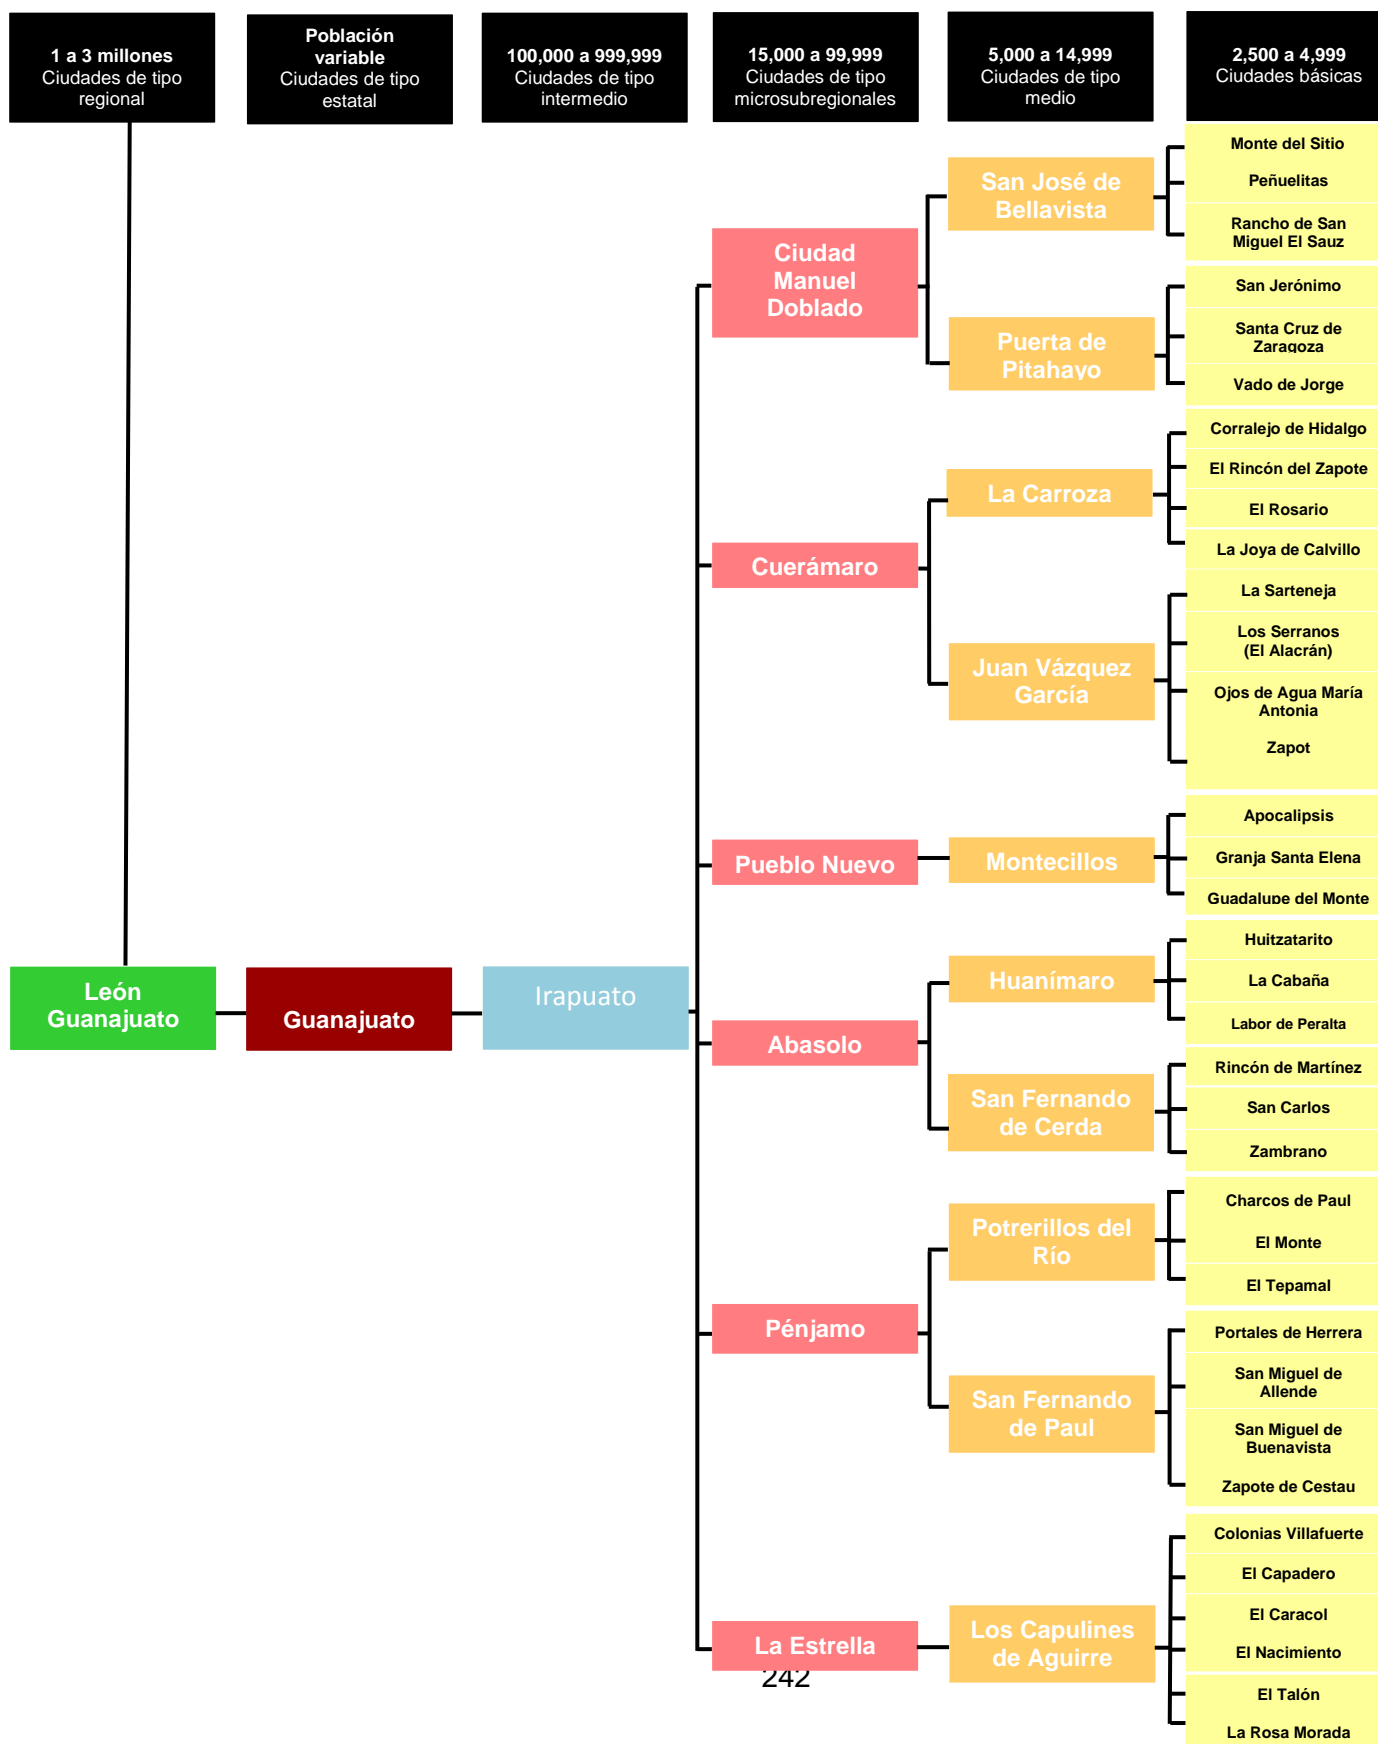 1 a 3 millones
Ciudades de tipo
regional
Población
variable
Ciudades de tipo
estatal
100,000 a 999,999
Ciudades de tipo
intermedio
15,000 a 99,999
Ciudades de tipo
microsubregionales
5,000 a 14,999
Ciudades de tipo
medio
2,500 a 4,999
Ciudades básicas
León
Guanajuato
Guanajuato
Irapuato
Ciudad
Manuel
Doblado
San José de
Bellavista
Monte del Sitio
Peñuelitas
Rancho de San
Miguel El Sauz
Puerta de
Pitahayo
San Jerónimo
Santa Cruz de
Zaragoza
Vado de Jorge
Cuerámaro
La Carroza
Corralejo de Hidalgo
El Rincón del Zapote
El Rosario
La Joya de Calvillo
Juan Vázquez
García
La Sarteneja
Los Serranos
(El Alacrán)
Ojos de Agua María
Antonia
Zapot
Pueblo Nuevo
Montecillos
Apocalipsis
Granja Santa Elena
Guadalupe del Monte
Abasolo
Huanímaro
Huitzatarito
La Cabaña
Labor de Peralta
San Fernando
de Cerda
Rincón de Martínez
San Carlos
Zambrano
Pénjamo
Potrerillos del
Río
Charcos de Paul
El Monte
El Tepamal
San Fernando
de Paul
Portales de Herrera
San Miguel de
Allende
San Miguel de
Buenavista
Zapote de Cestau
La Estrella
Los Capulines
de Aguirre
Colonias Villafuerte
El Capadero
El Caracol
El Nacimiento
El Talón
La Rosa Morada
242